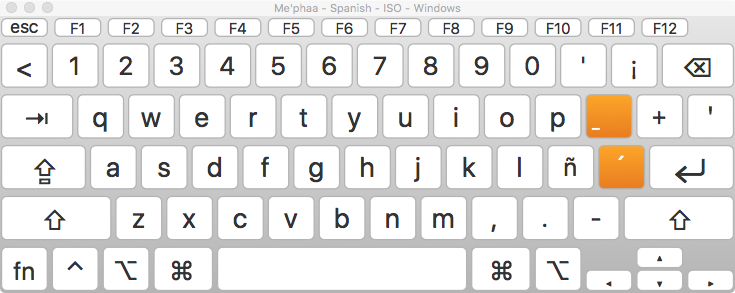 Me'phaa - Spanish - ISO - Windows
esc F1 F2 F3 F4 F5 F6 F7 F8 F9 F10 F11 F12
< 1 2 3 4 5 6 7 8 9 0 ' ¡ ⌫
⇥ q w e r t y u i o p _ + '
⇪ a s d f g h j k l ñ ´ ↵
⇧ z x c v b n m , . - ⇧
fn ^ ⌥ ⌘ ⌘ ⌥ ◂ ▴ ▾ ▸